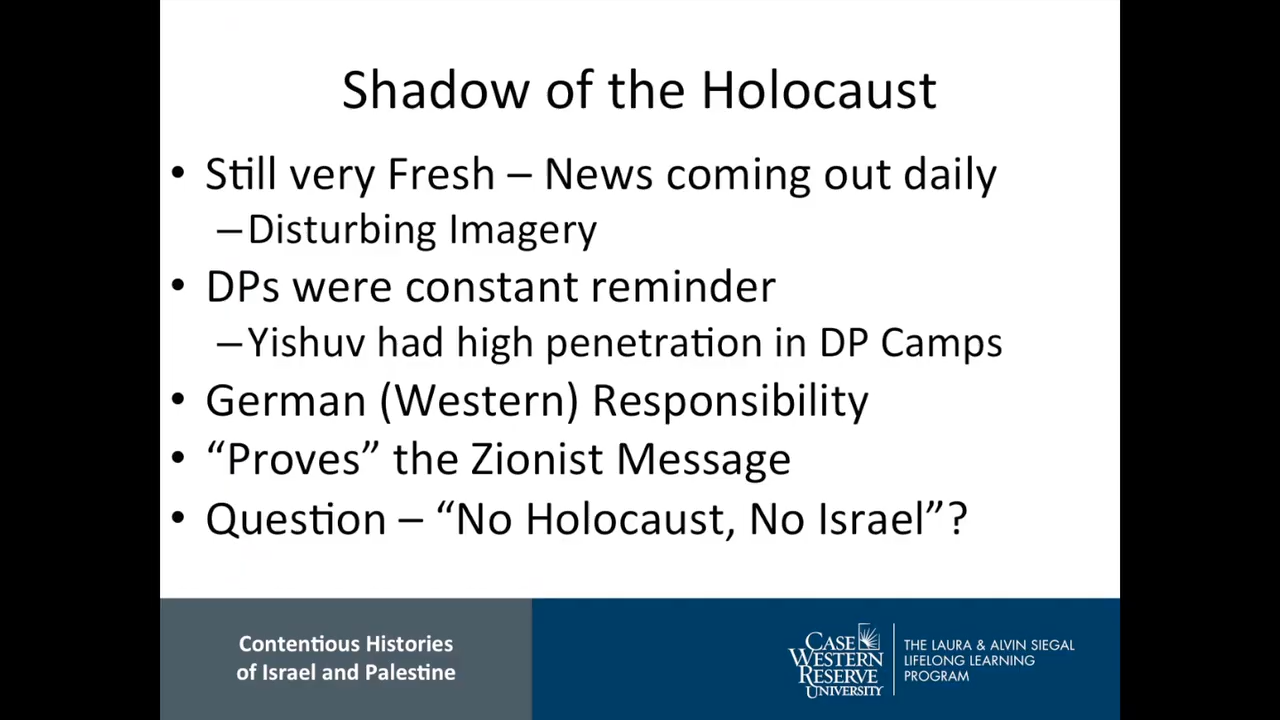 Shadow of the Holocaust
• Still very Fresh – News coming out daily
–Disturbing Imagery
• DPs were constant reminder
–Yishuv had high penetration in DP Camps
• German (Western) Responsibility
• “Proves” the Zionist Message
• Question – “No Holocaust, No Israel”?
Contentious Histories
of Israel and Palestine
CASE
WESTERN
RESERVE
UNIVERSITY
THE LAURA & ALVIN SIEGAL
LIFELONG LEARNING
PROGRAM